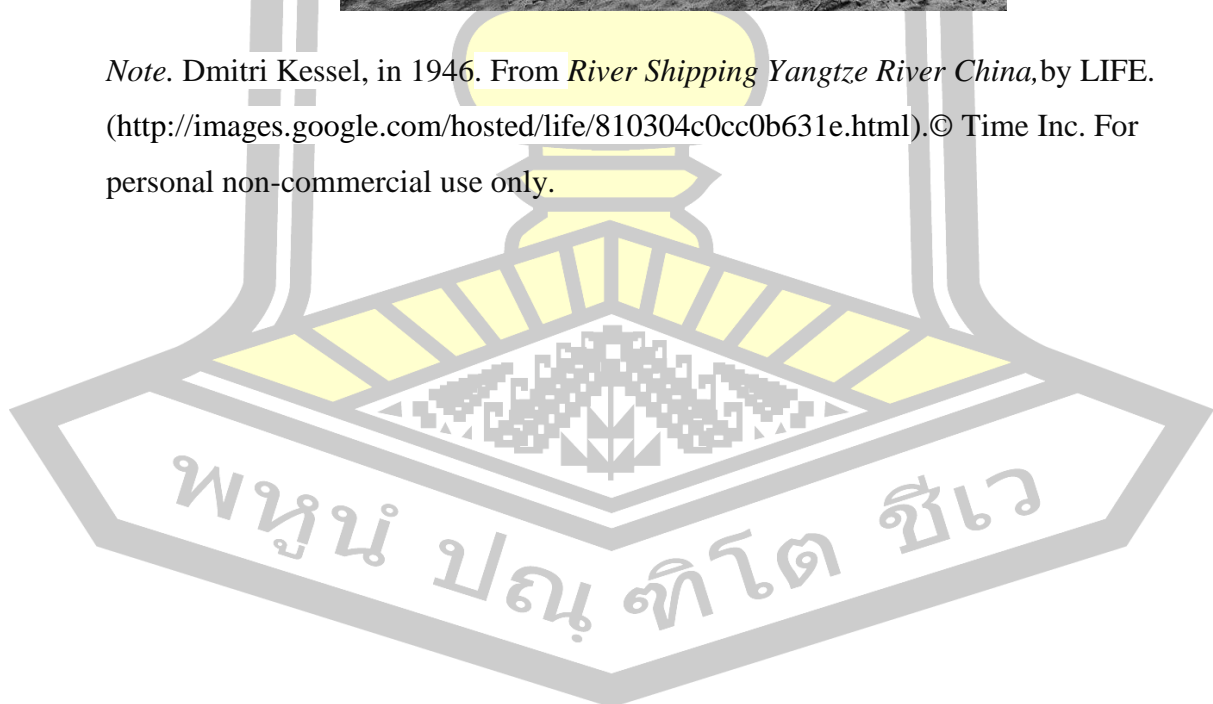 Note. Dmitri Kessel, in 1946. From River Shipping Yangtze River China,by LIFE.
(http://images.google.com/hosted/life/810304c0cc0b631e.html).© Time Inc. For
personal non-commercial use only.
พหูนํ ปณฺฑิโต ชีเว